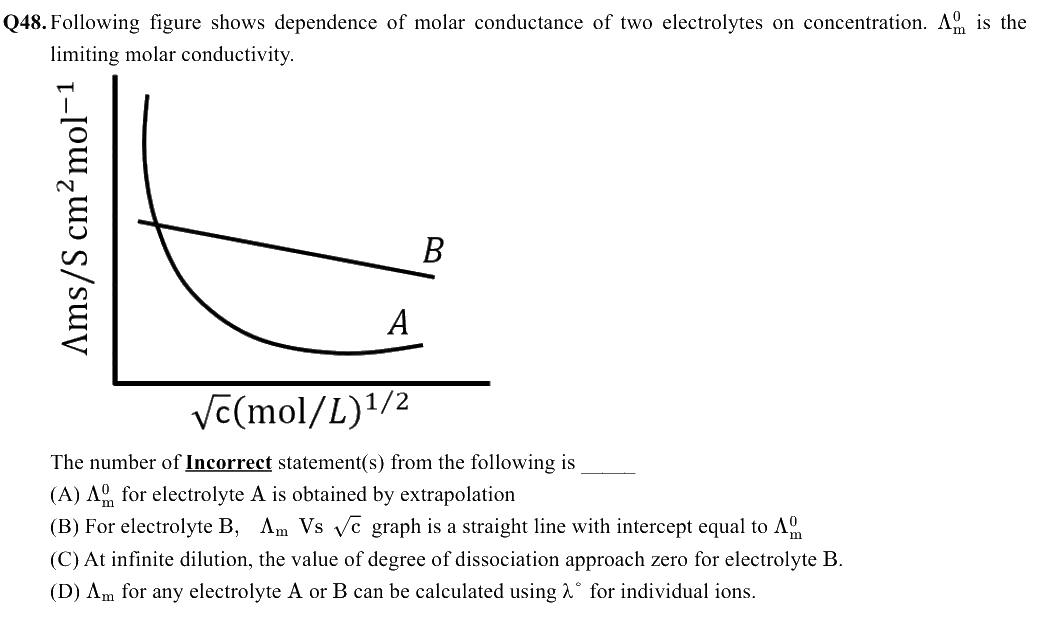 Q48. Following figure shows dependence of molar conductance of two electrolytes on concentration. Λ⁰ₘ is the
limiting molar conductivity.
Λms/S cm²mol⁻¹
B
A
√c(mol/L)^1/2
The number of Incorrect statement(s) from the following is _____
(A) Λ⁰ₘ for electrolyte A is obtained by extrapolation
(B) For electrolyte B, Λₘ Vs √c graph is a straight line with intercept equal to Λ⁰ₘ
(C) At infinite dilution, the value of degree of dissociation approach zero for electrolyte B.
(D) Λₘ for any electrolyte A or B can be calculated using λ° for individual ions.